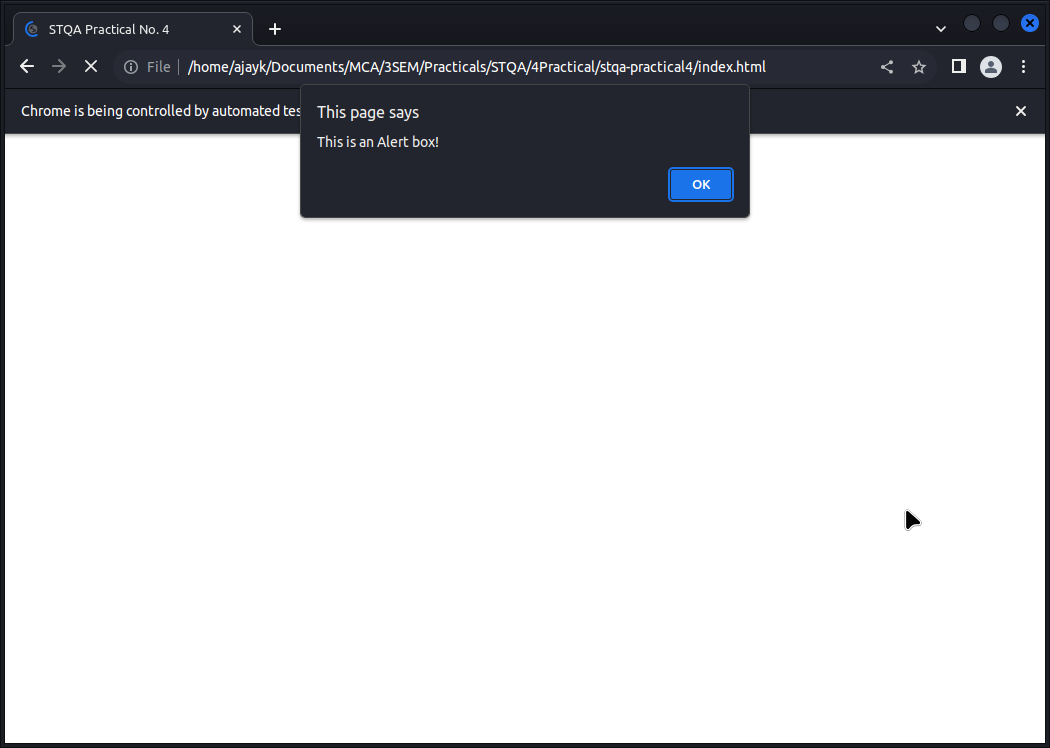 STQA Practical No. 4
File /home/ajayk/Documents/MCA/3SEM/Practicals/STQA/4Practical/stqa-practical4/index.html
Chrome is being controlled by automated tes
This page says
This is an Alert box!
OK